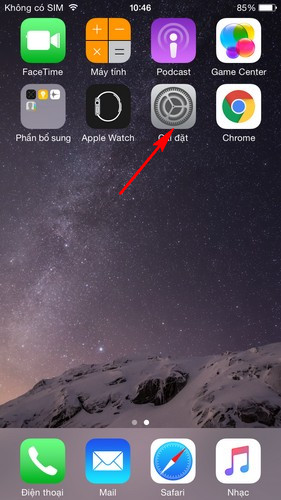 Không có SIM 10:46 85%
FaceTime Máy tính Podcast Game Center
Phần bổ sung Apple Watch Cài đặt Chrome
Điện thoại Mail Safari Nhạc